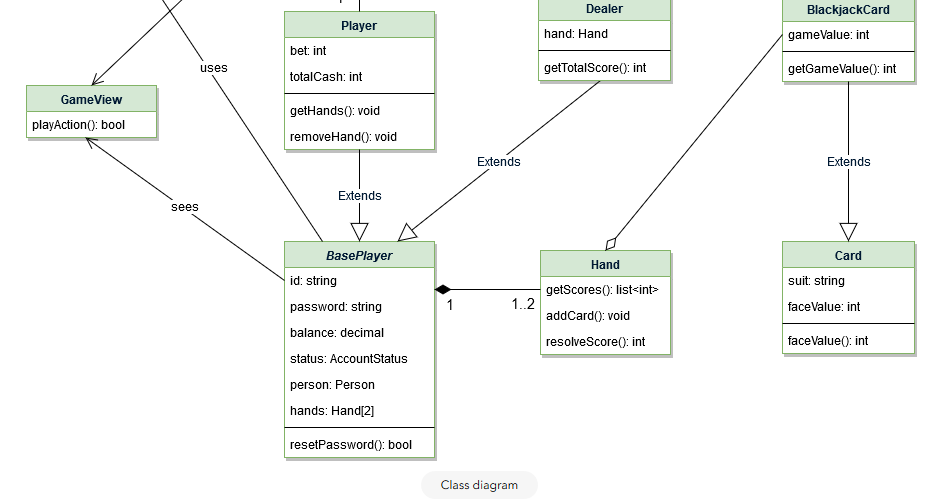 Player
bet: int
totalCash: int
getHands(): void
removeHand(): void
Dealer
hand: Hand
getTotalScore(): int
BlackjackCard
gameValue: int
getGameValue(): int
uses
GameView
playAction(): bool
Extends
Extends
Extends
sees
BasePlayer
id: string
password: string
balance: decimal
status: AccountStatus
person: Person
hands: Hand[2]
resetPassword(): bool
1
1..2
Hand
getScores(): list<int>
addCard(): void
resolveScore(): int
Card
suit: string
faceValue: int
faceValue(): int
Class diagram